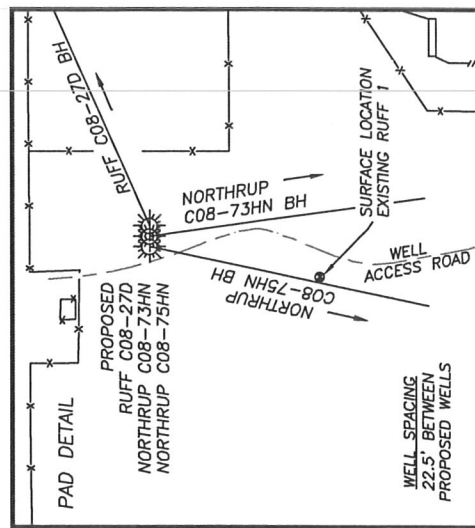 PAD DETAIL
PROPOSED
RUFF C08-27D
NORTHRUP C08-73HN
NORTHRUP C08-75HN
RUFF C08-27D BH
NORTHRUP
C08-73HN BH
NORTHRUP
C08-75HN BH
SURFACE LOCATION
EXISTING RUFF 1
WELL
ACCESS ROAD
WELL SPACING
22.5' BETWEEN
PROPOSED WELLS